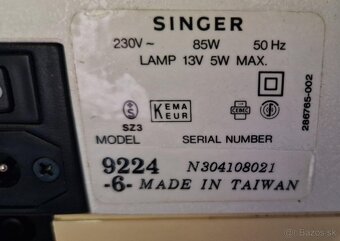 SINGER
230V~ 85W 50 Hz
LAMP 13V 5W MAX.
S
SZ3
KEMA
KEUR
CEBEC
286765-002
MODEL SERIAL NUMBER
9224 N304108021
-6- MADE IN TAIWAN
Bazos.sk